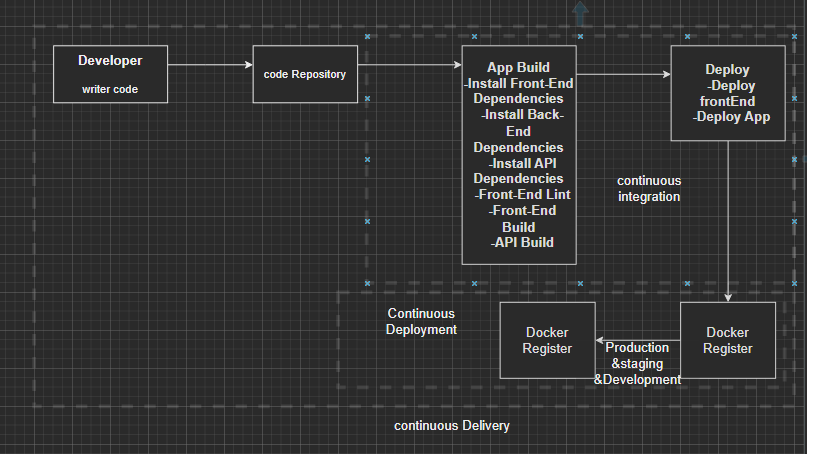 Developer
writer code
code Repository
App Build
-Install Front-End
Dependencies
-Install Back-
End
Dependencies
-Install API
Dependencies
-Front-End Lint
-Front-End
Build
-API Build
Deploy
-Deploy
frontEnd
-Deploy App
continuous
integration
Continuous
Deployment
Docker
Register
Production
&staging
&Development
Docker
Register
continuous Delivery